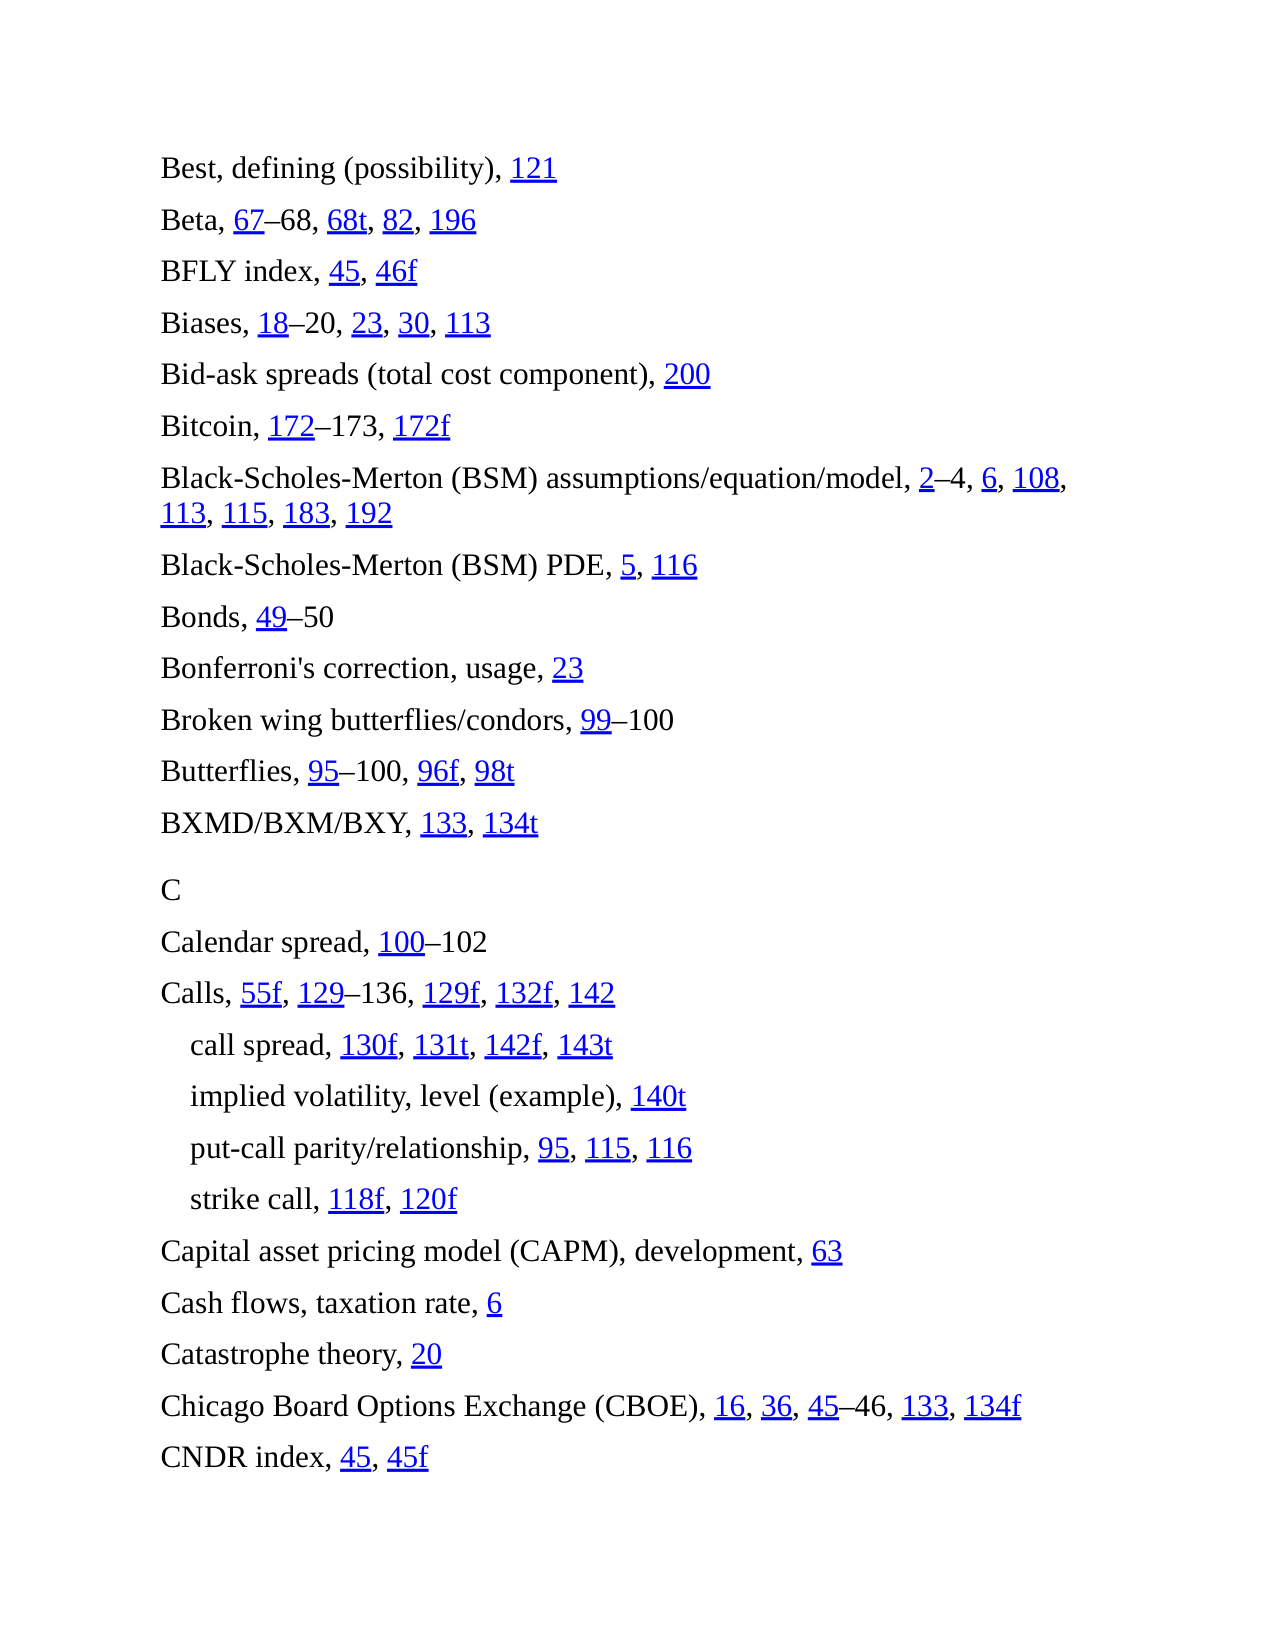 Best, defining (possibility), 121
Beta, 67–68, 68t, 82, 196
BFLY index, 45, 46f
Biases, 18–20, 23, 30, 113
Bid-ask spreads (total cost component), 200
Bitcoin, 172–173, 172f
Black-Scholes-Merton (BSM) assumptions/equation/model, 2–4, 6, 108,
113, 115, 183, 192
Black-Scholes-Merton (BSM) PDE, 5, 116
Bonds, 49–50
Bonferroni's correction, usage, 23
Broken wing butterflies/condors, 99–100
Butterflies, 95–100, 96f, 98t
BXMD/BXM/BXY, 133, 134t
C
Calendar spread, 100–102
Calls, 55f, 129–136, 129f, 132f, 142
call spread, 130f, 131t, 142f, 143t
implied volatility, level (example), 140t
put-call parity/relationship, 95, 115, 116
strike call, 118f, 120f
Capital asset pricing model (CAPM), development, 63
Cash flows, taxation rate, 6
Catastrophe theory, 20
Chicago Board Options Exchange (CBOE), 16, 36, 45–46, 133, 134f
CNDR index, 45, 45f